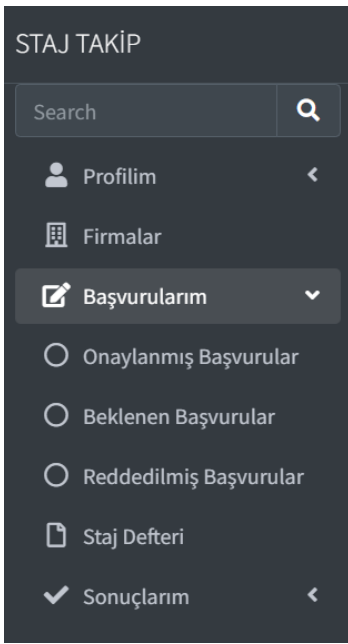 STAJ TAKİP
Search
Profilim
Firmalar
Başvurularım
Onaylanmış Başvurular
Beklenen Başvurular
Reddedilmiş Başvurular
Staj Defteri
Sonuçlarım